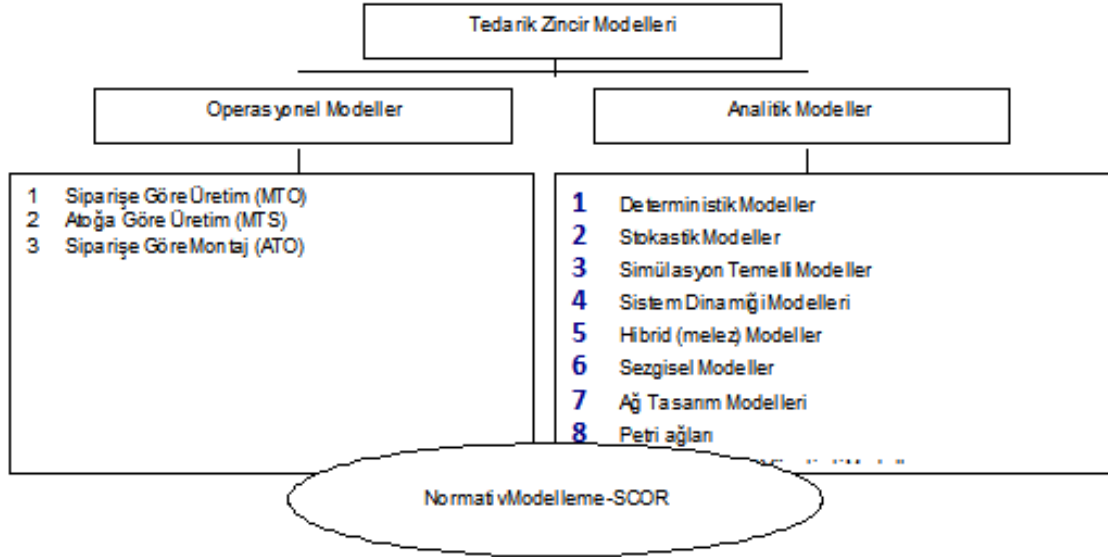 Tedarik Zincir Modelleri
Operasyonel Modeller
Analitik Modeller
1 Siparişe Göre Üretim (MTO)
2 Atoğa Göre Üretim (MTS)
3 Siparişe Göre Montaj (ATO)
1 Deterministik Modeller
2 Stokastik Modeller
3 Simülasyon Temelli Modeller
4 Sistem Dinamiği Modelleri
5 Hibrid (melez) Modeller
6 Sezgisel Modeller
7 Ağ Tasarım Modelleri
8 Petri ağları
Normativ Modelleme-SCOR